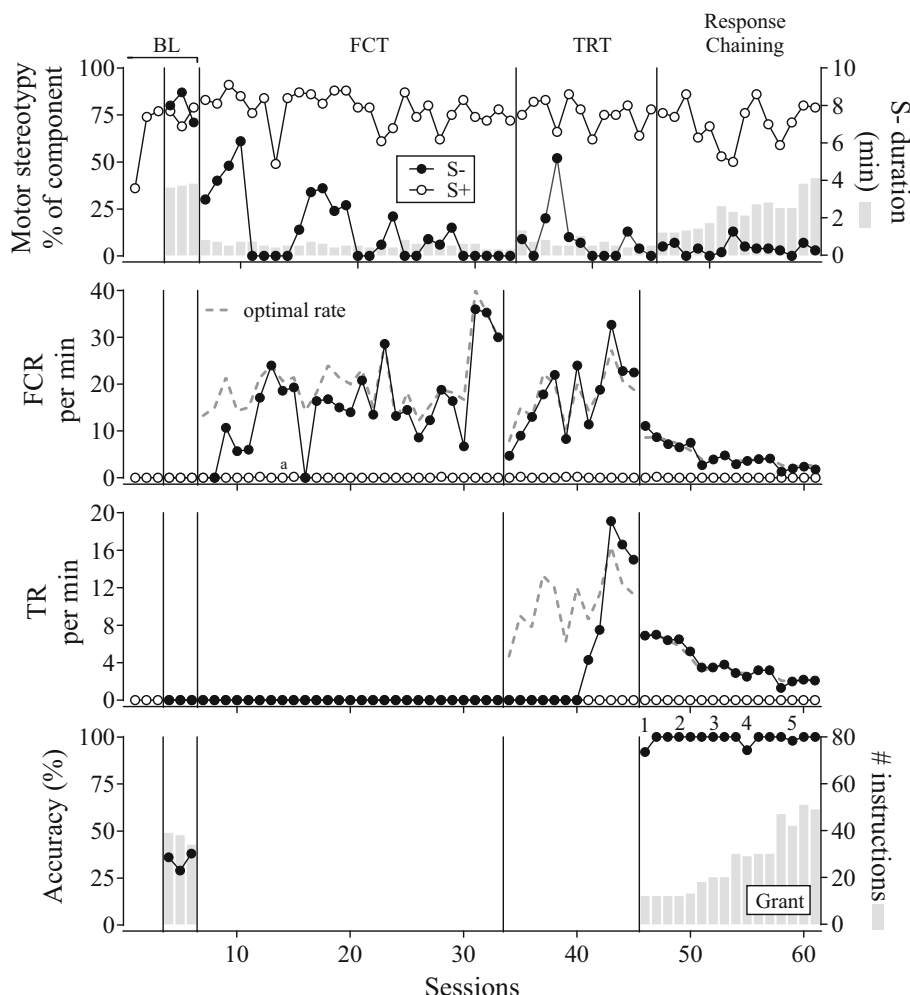 BL
FCT
TRT
Response
Chaining
Motor stereotypy
% of component
100
75
50
25
0
S-
S+
10
8
6
4
2
0
S- duration
(min)
FCR
per min
40
30
20
10
0
optimal rate
a
TR
per min
20
16
12
8
4
0
Accuracy (%)
100
75
50
25
0
1 2 3 4 5
80
60
40
20
0
# instructions
Grant
10 20 30 40 50 60
Sessions